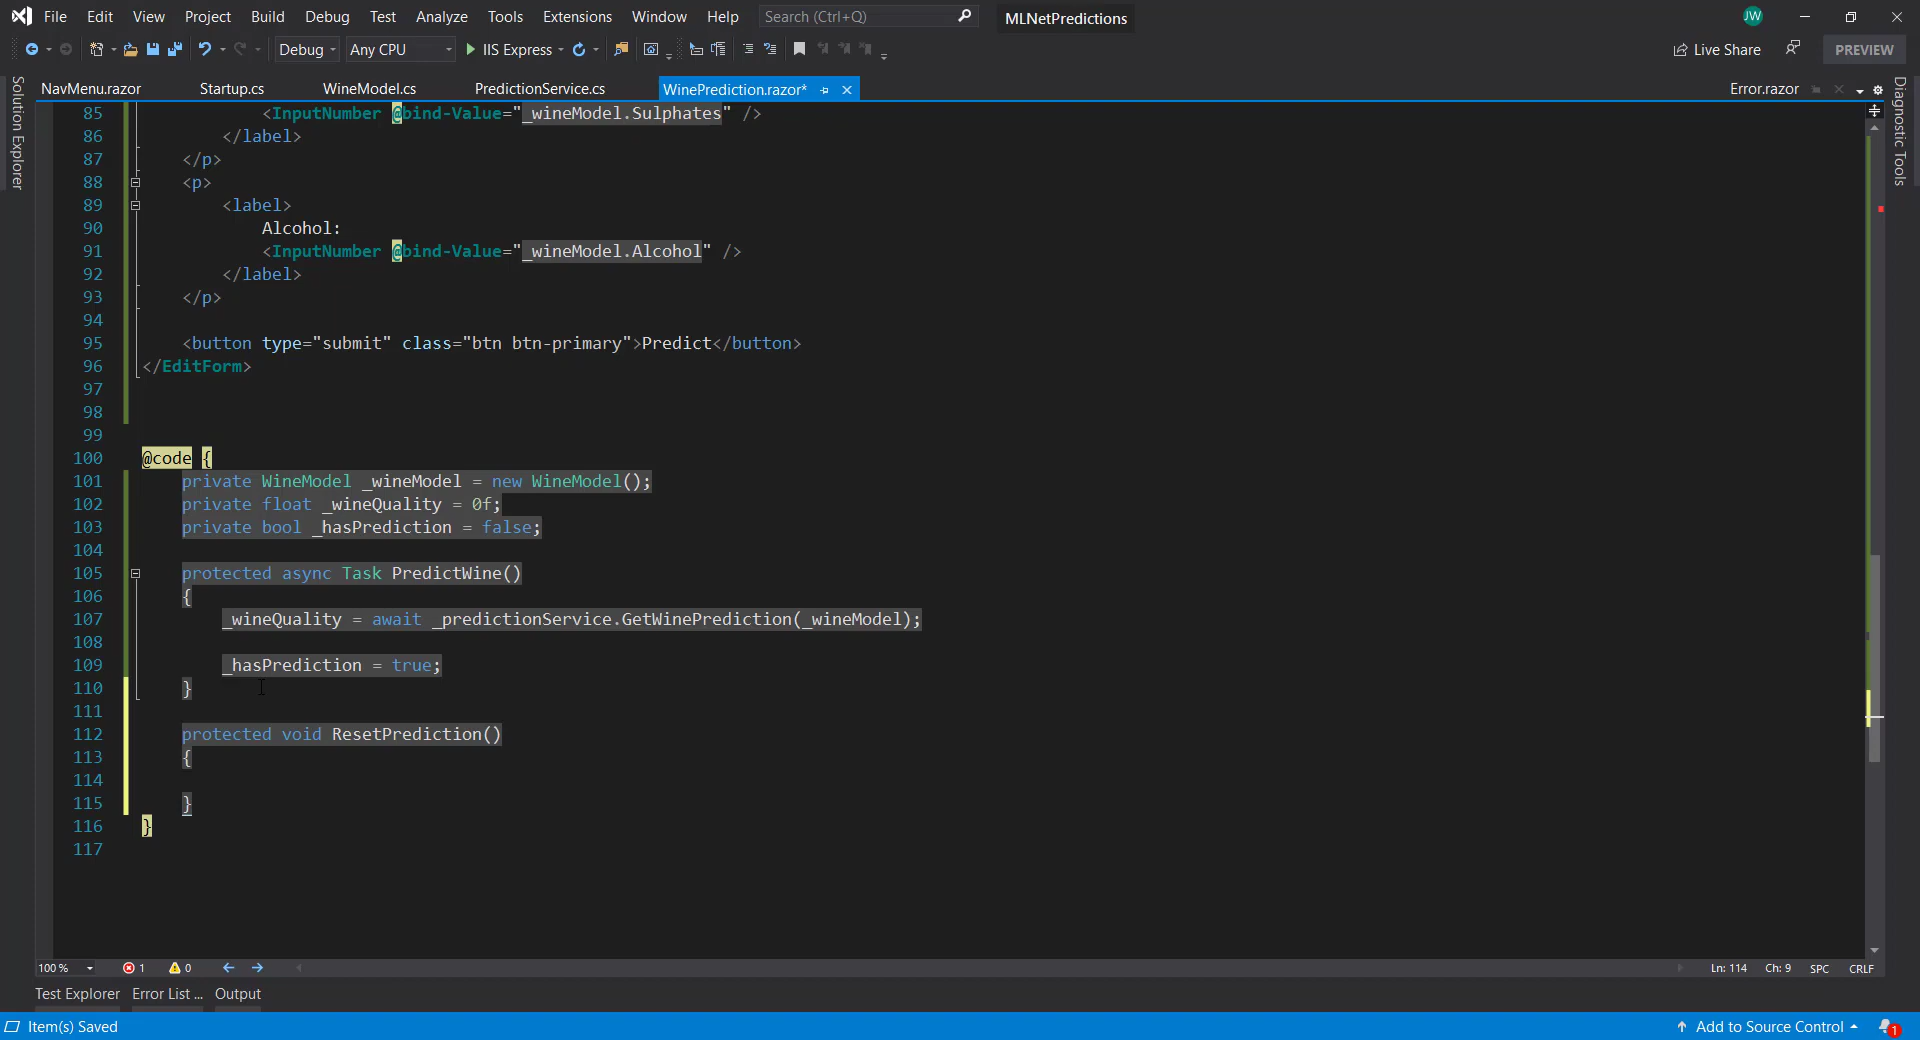 File Edit View Project Build Debug Test Analyze Tools Extensions Window Help Search (Ctrl+Q) MLNetPredictions JW
Debug Any CPU IIS Express Live Share PREVIEW
NavMenu.razor Startup.cs WineModel.cs PredictionService.cs WinePrediction.razor* Error.razor
Solution Explorer
Diagnostic Tools
85 <InputNumber @bind-Value="_wineModel.Sulphates" />
86 </label>
87 </p>
88 <p>
89 <label>
90 Alcohol:
91 <InputNumber @bind-Value="_wineModel.Alcohol" />
92 </label>
93 </p>
94
95 <button type="submit" class="btn btn-primary">Predict</button>
96 </EditForm>
97
98
99
100 @code {
101 private WineModel _wineModel = new WineModel();
102 private float _wineQuality = 0f;
103 private bool _hasPrediction = false;
104
105 protected async Task PredictWine()
106 {
107 _wineQuality = await _predictionService.GetWinePrediction(_wineModel);
108
109 _hasPrediction = true;
110 }
111
112 protected void ResetPrediction()
113 {
114
115 }
116 }
117
100 % 1 0 Ln: 114 Ch: 9 SPC CRLF
Test Explorer Error List ... Output
Item(s) Saved Add to Source Control 1